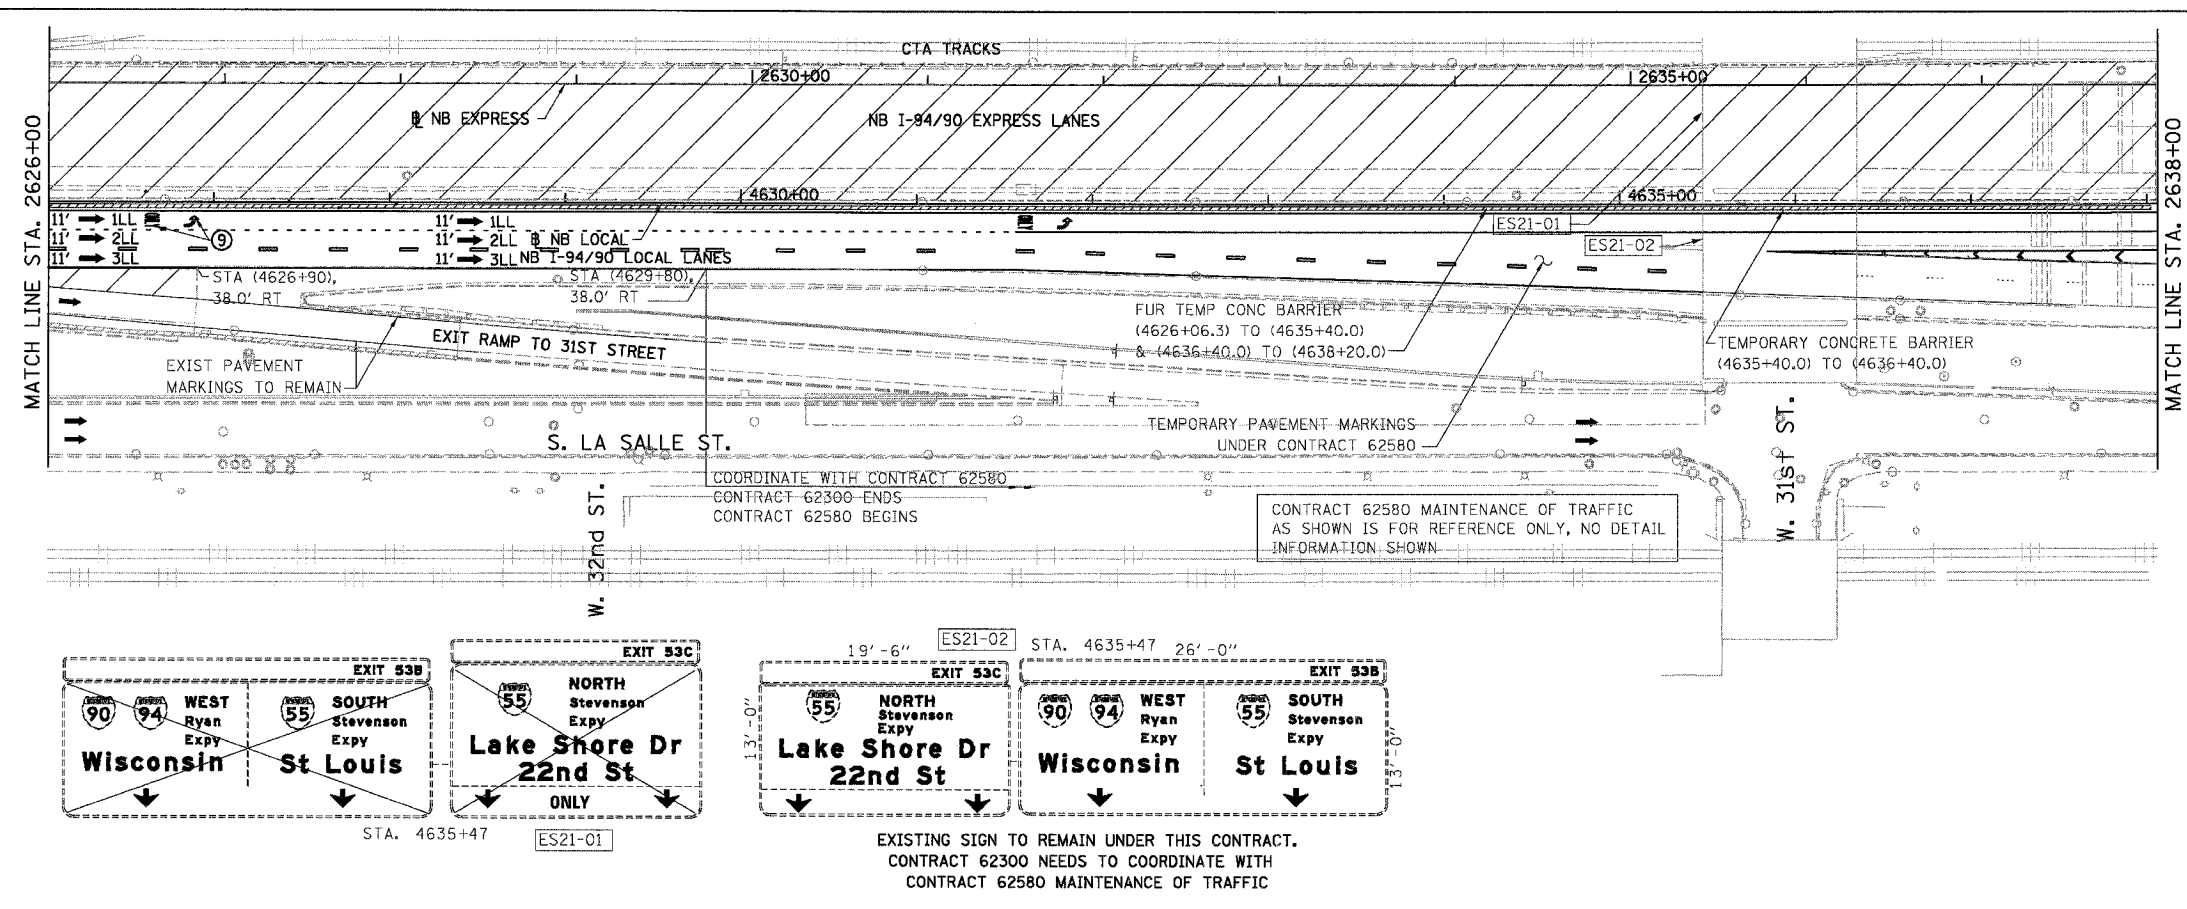 CTA TRACKS
2630+00
2635+00
℄ NB EXPRESS
NB I-94/90 EXPRESS LANES
MATCH LINE STA. 2626+00
MATCH LINE STA. 2638+00
4630+00
4635+00
11' 1LL
11' 2LL
11' 3LL
9
11' 1LL
11' 2LL
11' 3LL
NB LOCAL
NB I-94/90 LOCAL LANES
ES21-01
ES21-02
STA (4626+90),
38.0' RT
STA (4629+80),
38.0' RT
EXIT RAMP TO 31ST STREET
EXIST PAVEMENT
MARKINGS TO REMAIN
FUR TEMP CONC BARRIER
(4626+06.3) TO (4635+40.0)
& (4636+40.0) TO (4638+20.0)
TEMPORARY CONCRETE BARRIER
(4635+40.0) TO (4636+40.0)
TEMPORARY PAVEMENT MARKINGS
UNDER CONTRACT 62580
S. LA SALLE ST.
W. 32nd ST.
W. 31st ST.
COORDINATE WITH CONTRACT 62580
CONTRACT 62300 ENDS
CONTRACT 62580 BEGINS
CONTRACT 62580 MAINTENANCE OF TRAFFIC
AS SHOWN IS FOR REFERENCE ONLY, NO DETAIL
INFORMATION SHOWN
EXIT 53B
90 94 WEST
Ryan
Expy
Wisconsin
55 SOUTH
Stevenson
Expy
St Louis
EXIT 53C
55 NORTH
Stevenson
Expy
Lake Shore Dr
22nd St
ONLY
STA. 4635+47
ES21-01
19'-6"
ES21-02
STA. 4635+47
26'-0"
13'-0"
EXIT 53C
55 NORTH
Stevenson
Expy
Lake Shore Dr
22nd St
EXIT 53B
90 94 WEST
Ryan
Expy
Wisconsin
55 SOUTH
Stevenson
Expy
St Louis
13'-0"
EXISTING SIGN TO REMAIN UNDER THIS CONTRACT.
CONTRACT 62300 NEEDS TO COORDINATE WITH
CONTRACT 62580 MAINTENANCE OF TRAFFIC